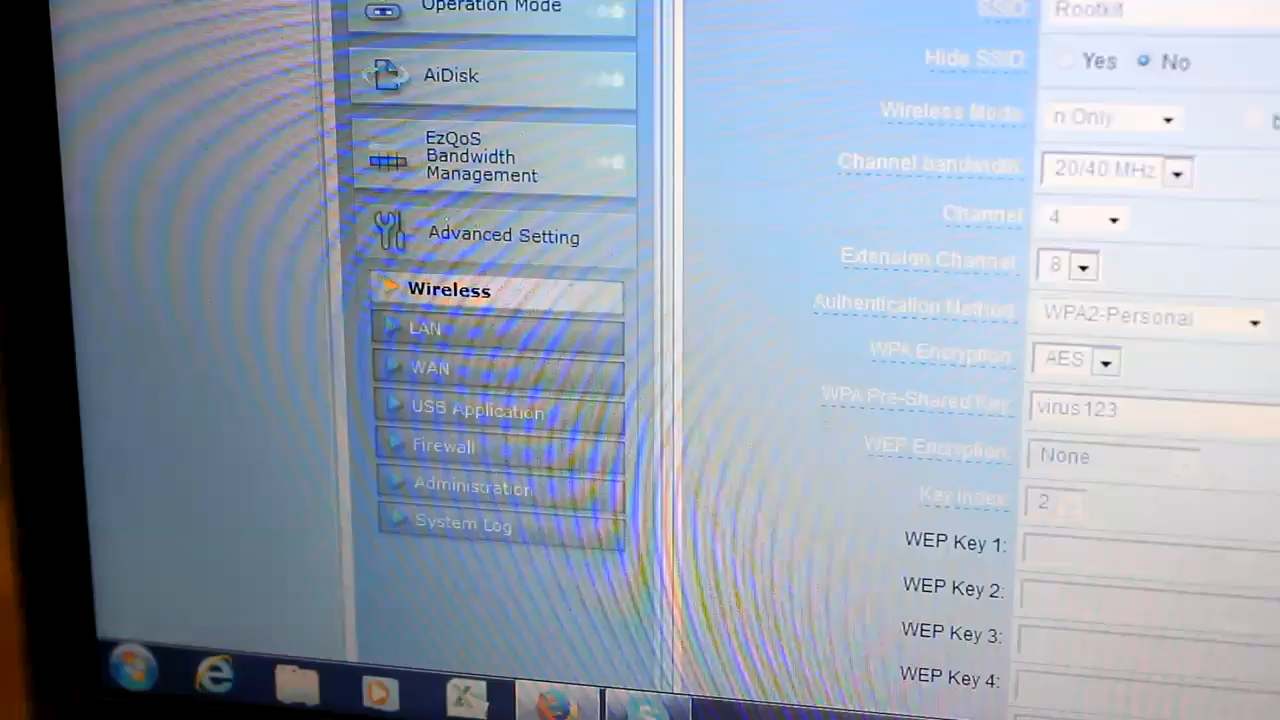 Operation Mode
AiDisk
EzQoS
Bandwidth
Management
Advanced Setting
Wireless
LAN
WAN
USB Application
Firewall
Administration
System Log
SSID: Rootkit
Hide SSID: Yes No
Wireless Mode: n Only
Channel bandwidth: 20/40 MHz
Channel: 4
Extension Channel: 8
Authentication Method: WPA2-Personal
WPA Encryption: AES
WPA Pre-Shared Key: virus123
WEP Encryption: None
Key Index: 2
WEP Key 1:
WEP Key 2:
WEP Key 3:
WEP Key 4: